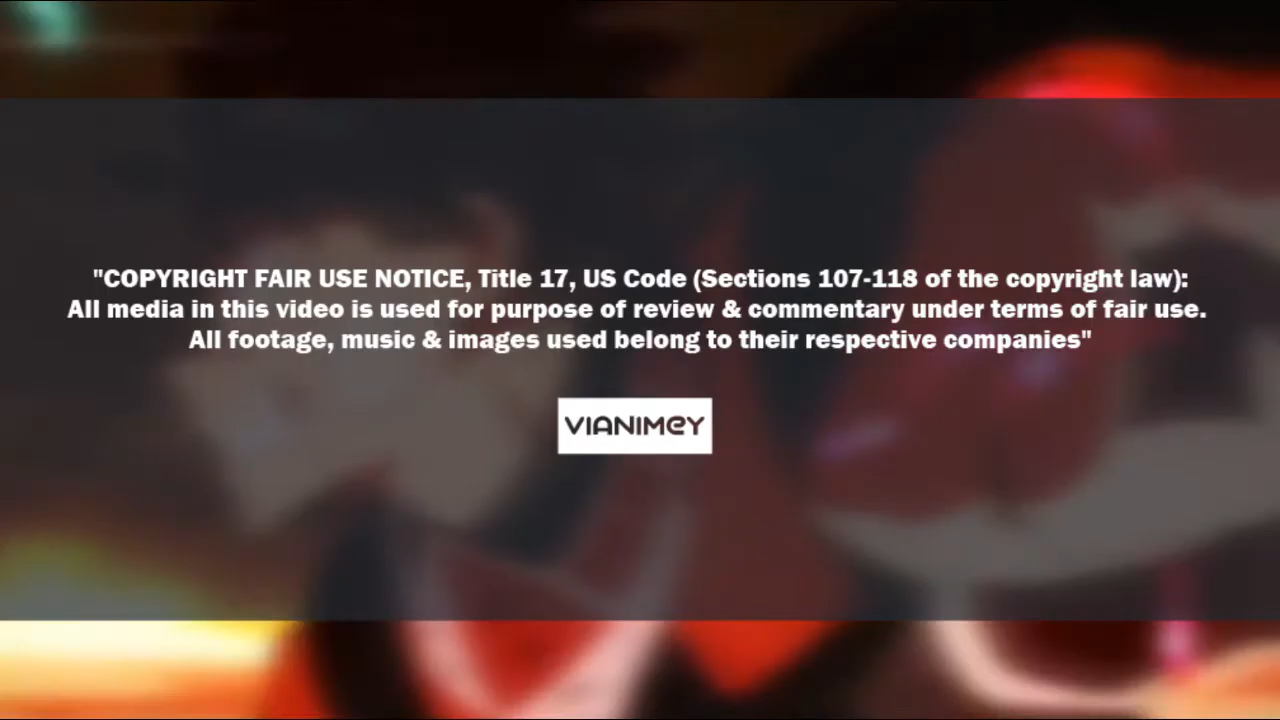 "COPYRIGHT FAIR USE NOTICE, Title 17, US Code (Sections 107-118 of the copyright law):
All media in this video is used for purpose of review & commentary under terms of fair use.
All footage, music & images used belong to their respective companies"
VIANIMEY